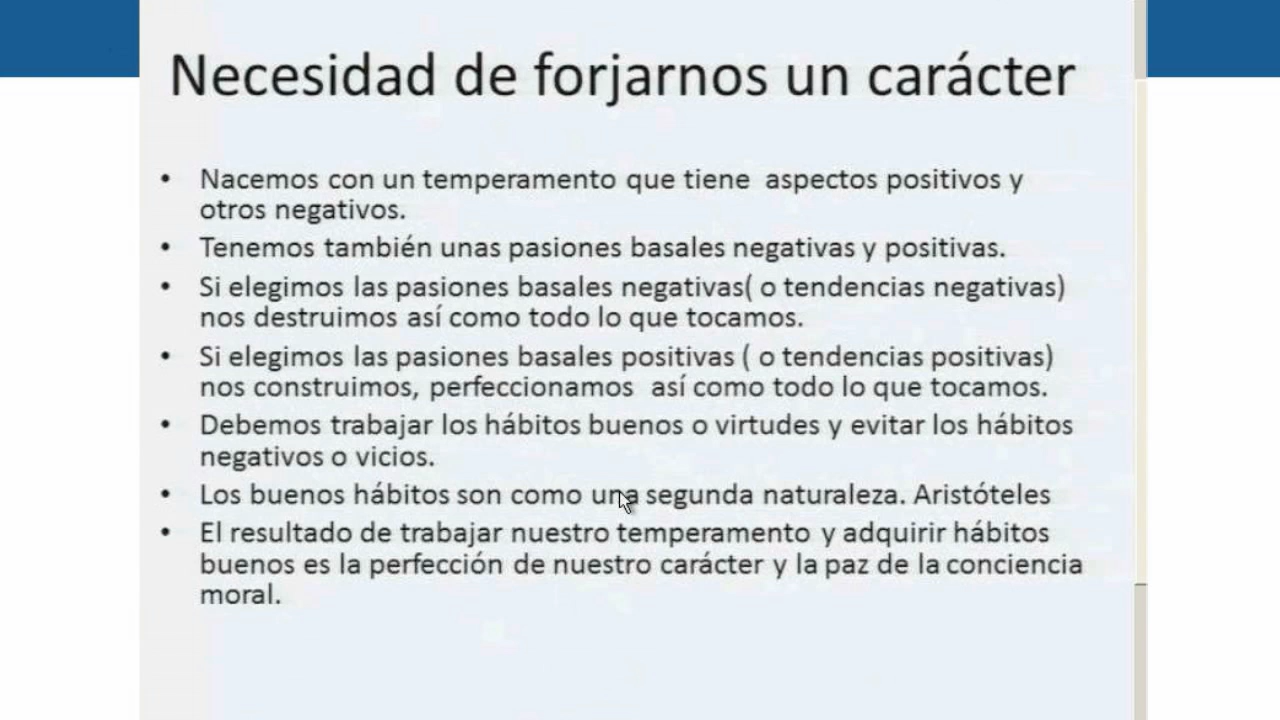 Necesidad de forjarnos un carácter
• Nacemos con un temperamento que tiene aspectos positivos y
otros negativos.
• Tenemos también unas pasiones basales negativas y positivas.
• Si elegimos las pasiones basales negativas( o tendencias negativas)
nos destruimos así como todo lo que tocamos.
• Si elegimos las pasiones basales positivas ( o tendencias positivas)
nos construimos, perfeccionamos así como todo lo que tocamos.
• Debemos trabajar los hábitos buenos o virtudes y evitar los hábitos
negativos o vicios.
• Los buenos hábitos son como una segunda naturaleza. Aristóteles
• El resultado de trabajar nuestro temperamento y adquirir hábitos
buenos es la perfección de nuestro carácter y la paz de la conciencia
moral.